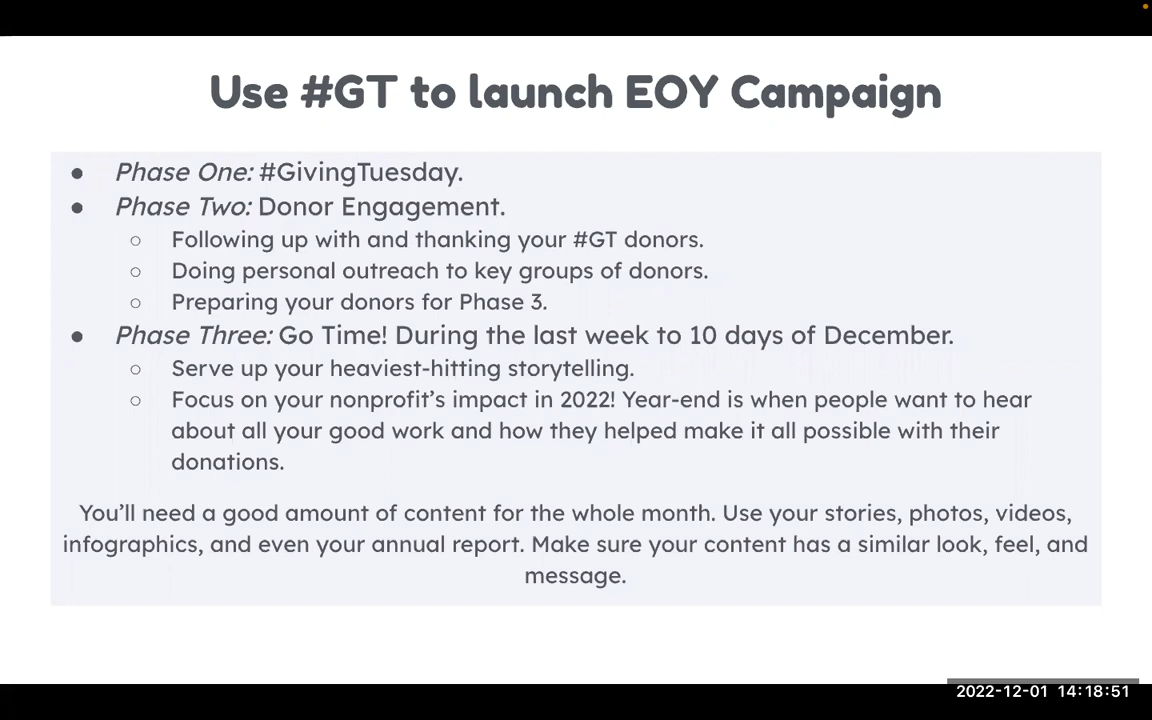 Use #GT to launch EOY Campaign
● Phase One: #GivingTuesday.
● Phase Two: Donor Engagement.
○ Following up with and thanking your #GT donors.
○ Doing personal outreach to key groups of donors.
○ Preparing your donors for Phase 3.
● Phase Three: Go Time! During the last week to 10 days of December.
○ Serve up your heaviest-hitting storytelling.
○ Focus on your nonprofit's impact in 2022! Year-end is when people want to hear
about all your good work and how they helped make it all possible with their
donations.
You'll need a good amount of content for the whole month. Use your stories, photos, videos,
infographics, and even your annual report. Make sure your content has a similar look, feel, and
message.
2022-12-01 14:18:51